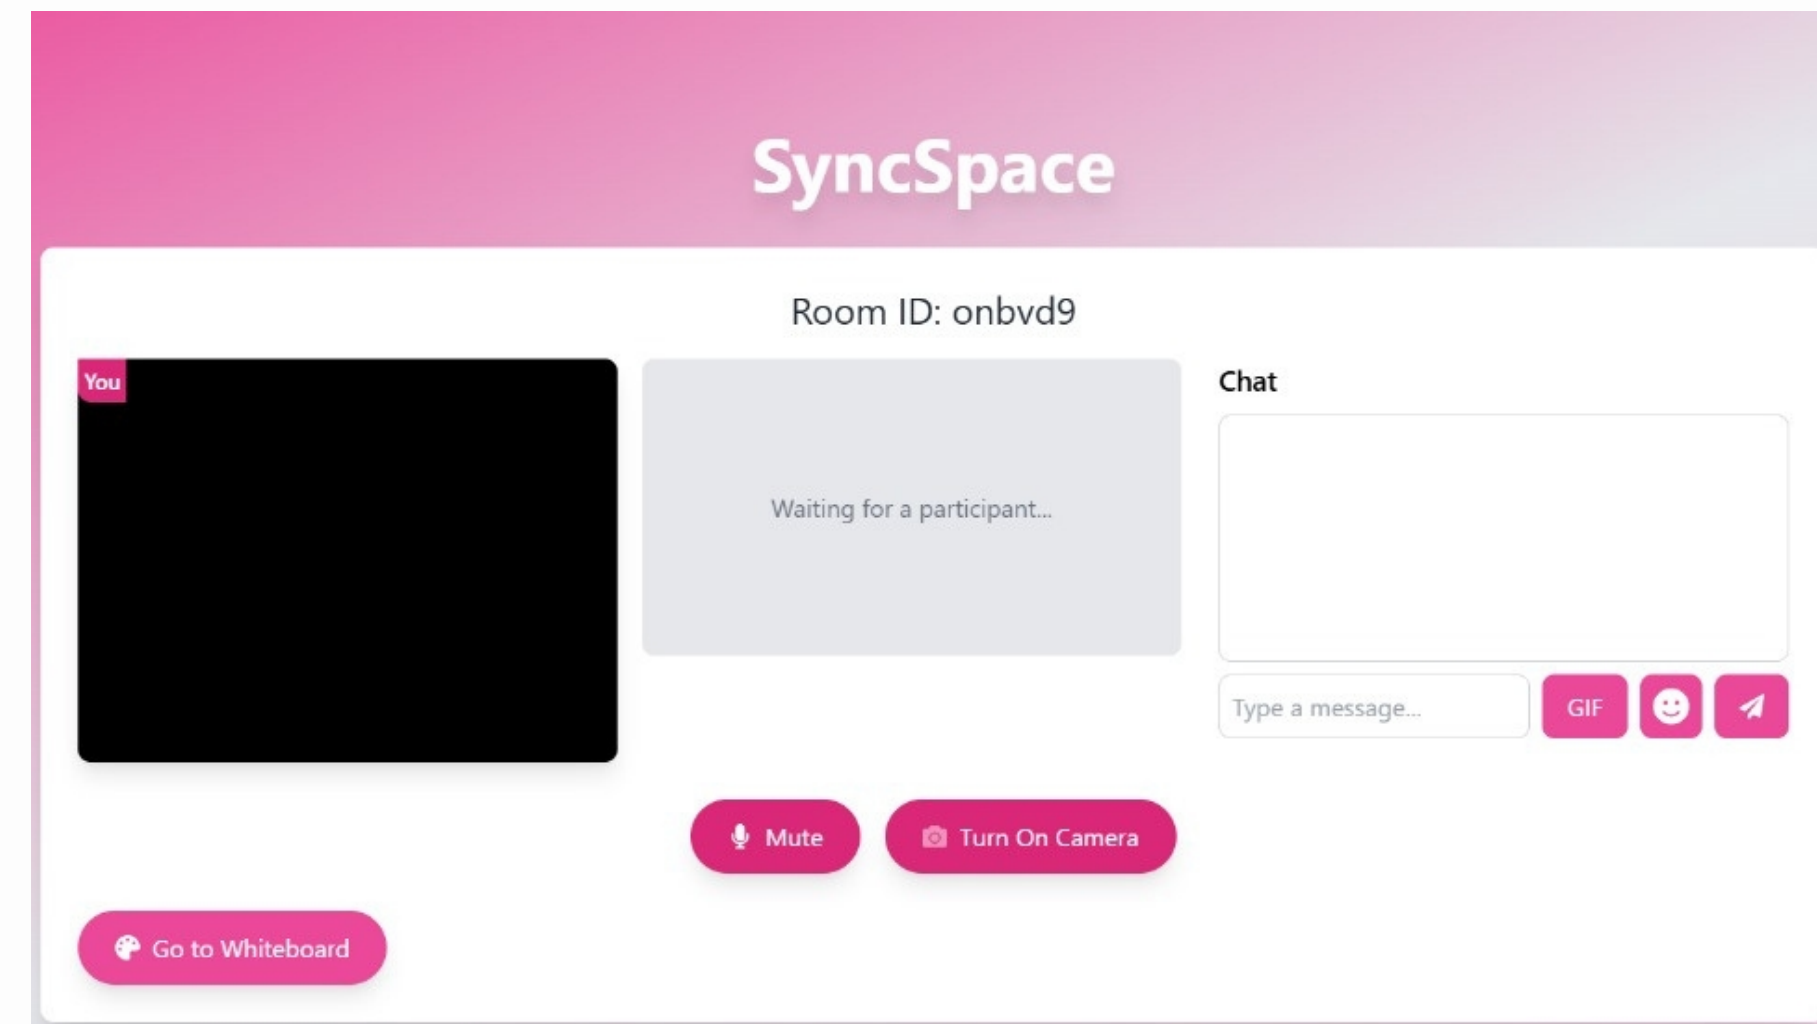 SyncSpace
Room ID: onbvd9
You
Waiting for a participant...
Chat
Type a message...
GIF
Mute
Turn On Camera
Go to Whiteboard